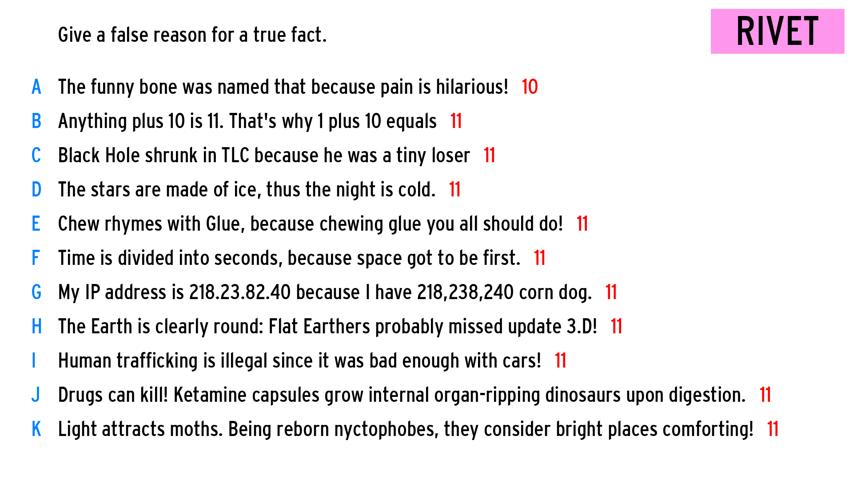 Give a false reason for a true fact.
RIVET
A The funny bone was named that because pain is hilarious! 10
B Anything plus 10 is 11. That's why 1 plus 10 equals 11
C Black Hole shrunk in TLC because he was a tiny loser 11
D The stars are made of ice, thus the night is cold. 11
E Chew rhymes with Glue, because chewing glue you all should do! 11
F Time is divided into seconds, because space got to be first. 11
G My IP address is 218.23.82.40 because I have 218,238,240 corn dog. 11
H The Earth is clearly round: Flat Earthers probably missed update 3.D! 11
I Human trafficking is illegal since it was bad enough with cars! 11
J Drugs can kill! Ketamine capsules grow internal organ-ripping dinosaurs upon digestion. 11
K Light attracts moths. Being reborn nyctophobes, they consider bright places comforting! 11